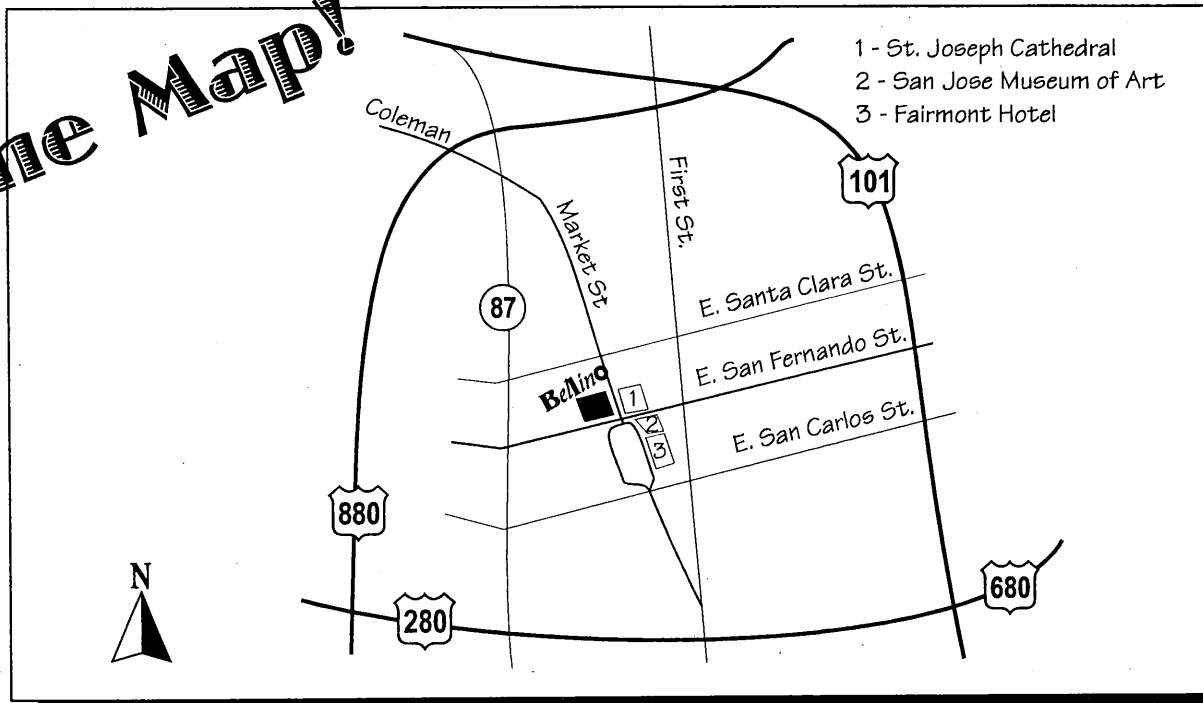 ne Map!
1 - St. Joseph Cathedral
2 - San Jose Museum of Art
3 - Fairmont Hotel
Coleman
Market St
First St.
101
87
E. Santa Clara St.
E. San Fernando St.
E. San Carlos St.
Bellino
1
2
3
880
N
280
680